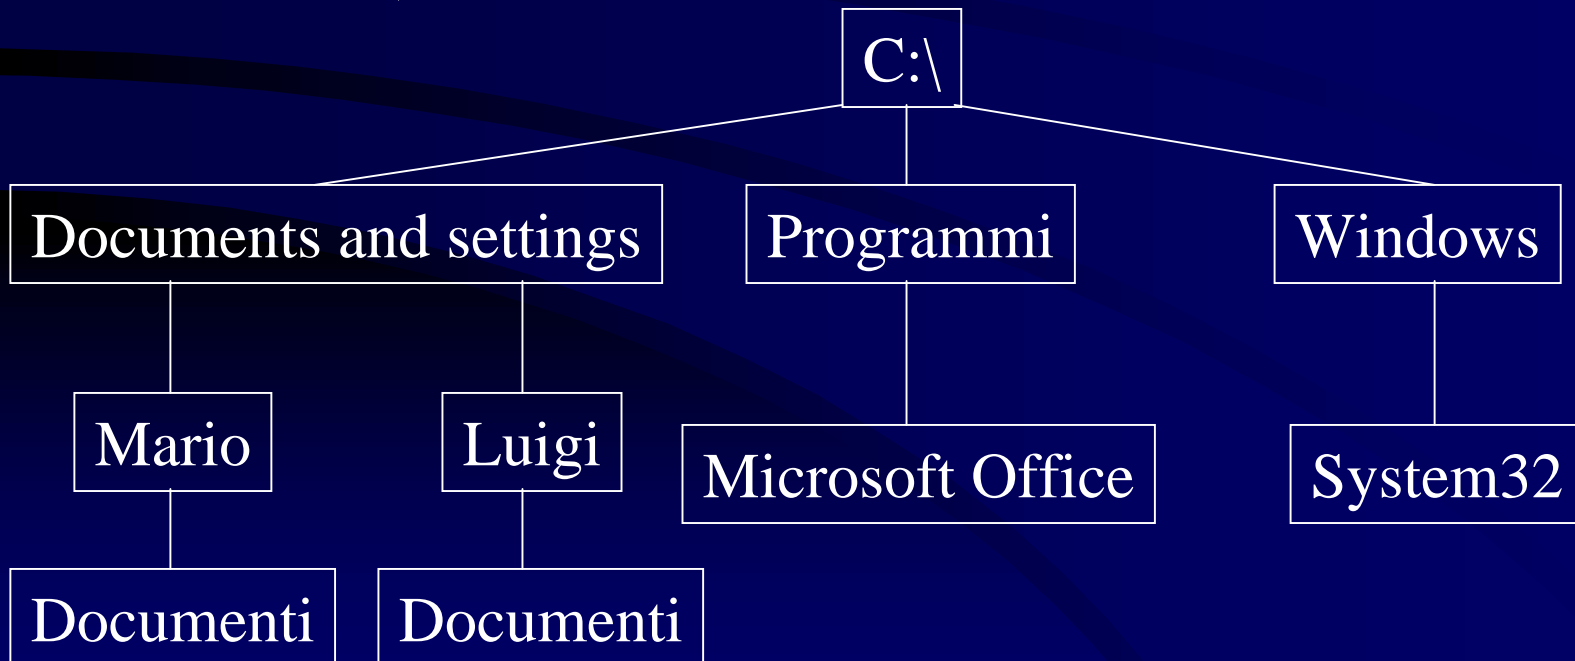 C:\
Documents and settings
Programmi
Windows
Mario
Luigi
Microsoft Office
System32
Documenti
Documenti